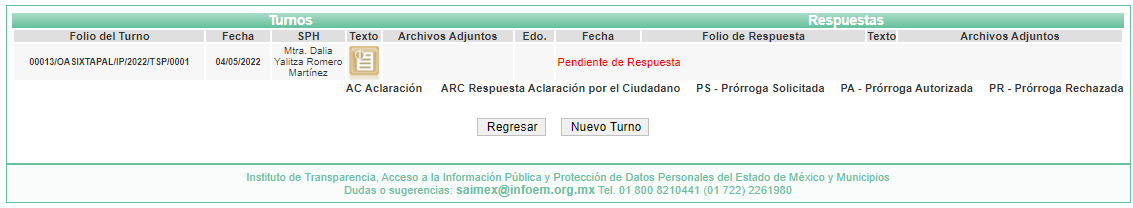 Turnos Respuestas
Folio del Turno Fecha SPH Texto Archivos Adjuntos Edo. Fecha Folio de Respuesta Texto Archivos Adjuntos
00013/OASIXTAPAL/IP/2022/TSP/0001 04/05/2022 Mtra. Dalia Yalitza Romero Martínez Pendiente de Respuesta
AC Aclaración ARC Respuesta Aclaración por el Ciudadano PS - Prórroga Solicitada PA - Prórroga Autorizada PR - Prórroga Rechazada
Regresar Nuevo Turno
Instituto de Transparencia, Acceso a la Información Pública y Protección de Datos Personales del Estado de México y Municipios
Dudas o sugerencias: saimex@infoem.org.mx Tel. 01 800 8210441 (01 722) 2261980